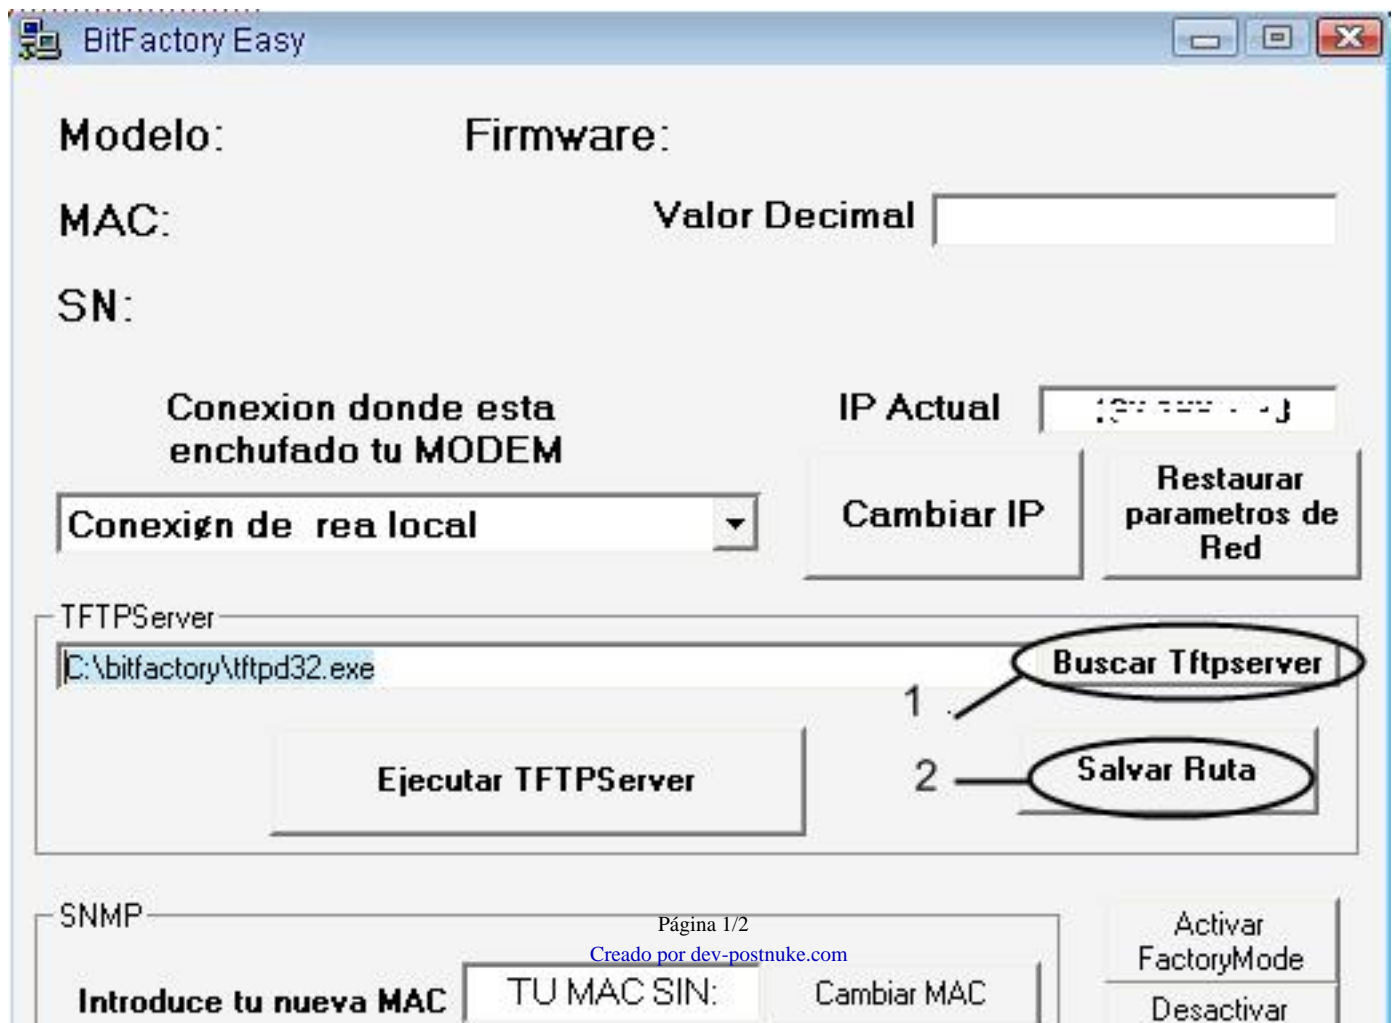 BitFactory Easy
Modelo: Firmware:
MAC: Valor Decimal
SN:
Conexion donde esta
enchufado tu MODEM
IP Actual
Conexign de rea local
Cambiar IP
Restaurar
parametros de
Red
TFTPServer
C:\bitfactory\tftpd32.exe
Buscar Tftpserver
1
Ejecutar TFTPServer
2
Salvar Ruta
SNMP
Página 1/2
Creado por dev-postnuke.com
Introduce tu nueva MAC
TU MAC SIN:
Cambiar MAC
Activar
FactoryMode
Desactivar